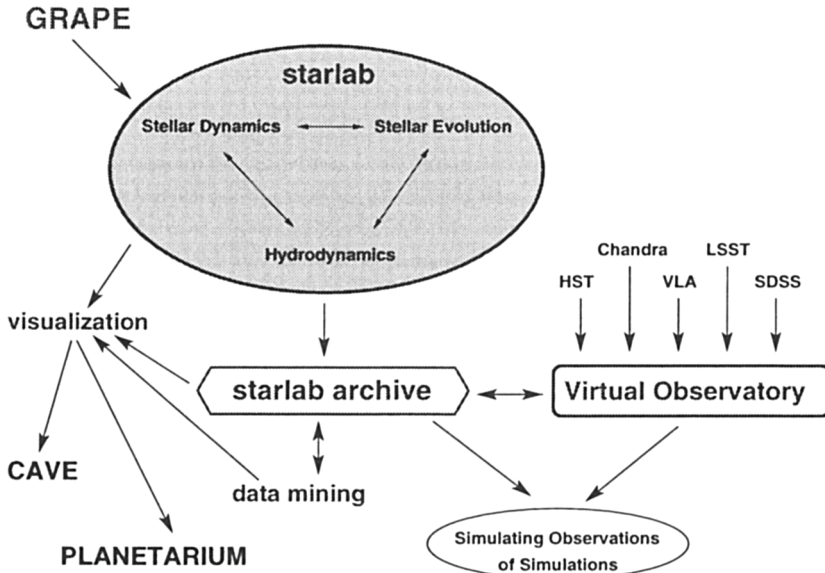 GRAPE
starlab
Stellar Dynamics
Stellar Evolution
Hydrodynamics
Chandra
LSST
HST
VLA
SDSS
visualization
starlab archive
Virtual Observatory
CAVE
data mining
PLANETARIUM
Simulating Observations
of Simulations